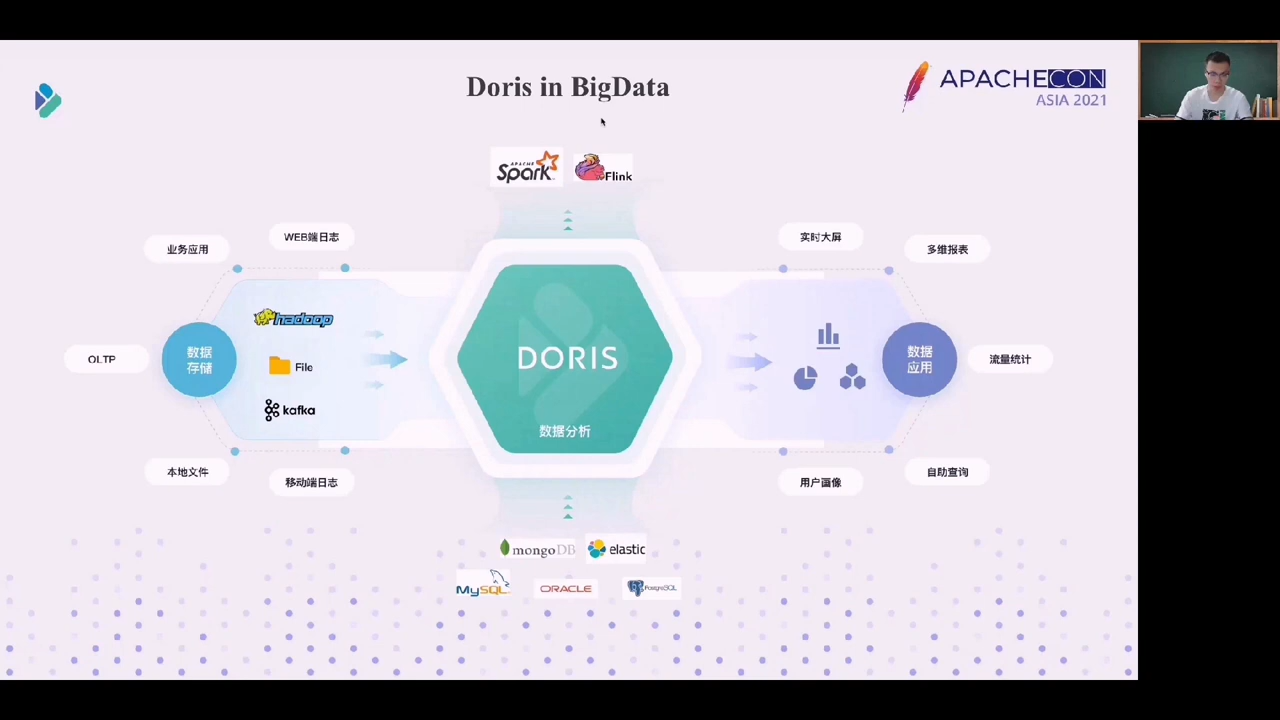 Doris in BigData
APACHECON
ASIA 2021
APACHE
Spark
Flink
业务应用
WEB端日志
实时大屏
多维报表
hadoop
File
kafka
OLTP
数据
存储
DORIS
数据分析
数据
应用
流量统计
本地文件
移动端日志
用户画像
自助查询
mongoDB
elastic
MySQL
ORACLE
PostgreSQL